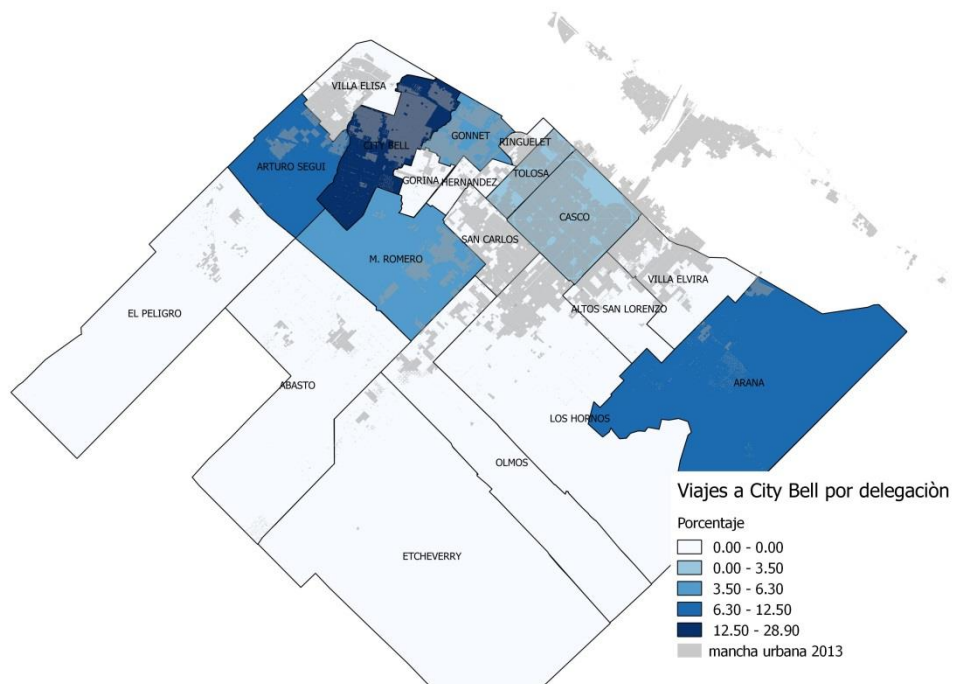 VILLA ELISA
CITY BELL
GONNET
RINGUELET
ARTURO SEGUI
GORINA
HERNANDEZ
TOLOSA
CASCO
SAN CARLOS
M. ROMERO
VILLA ELVIRA
EL PELIGRO
ALTOS SAN LORENZO
ABASTO
ARANA
LOS HORNOS
OLMOS
ETCHEVERRY
Viajes a City Bell por delegaciòn
Porcentaje
0.00 - 0.00
0.00 - 3.50
3.50 - 6.30
6.30 - 12.50
12.50 - 28.90
mancha urbana 2013